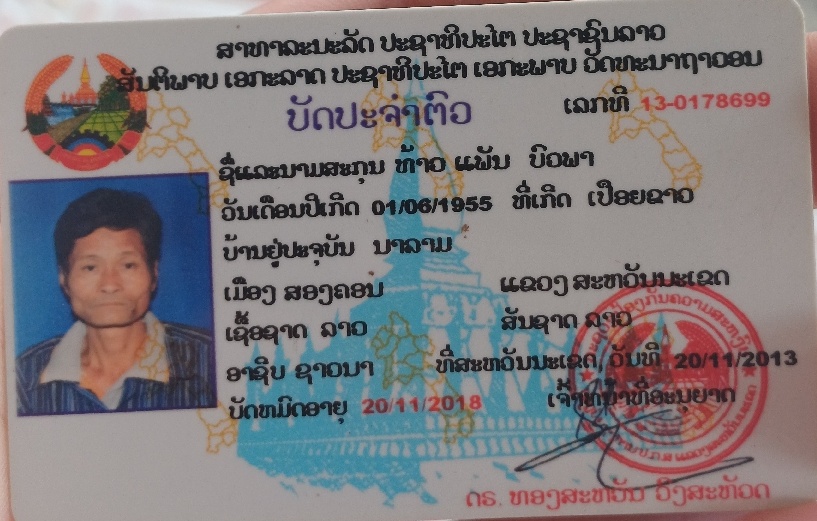 ສາທາລະນະລັດ ປະຊາທິປະໄຕ ປະຊາຊົນລາວ
ສັນຕິພາບ ເອກະລາດ ປະຊາທິປະໄຕ ເອກະພາບ ວັດທະນາຖາວອນ
ບັດປະຈຳຕົວ
ເລກທີ 13-0178699
ຊື່ແລະນາມສະກຸນ ທ້າວ ແພັນ ບົວພາ
ວັນເດືອນປີເກີດ 01/06/1955 ທີ່ເກີດ ເປືອຍຂາວ
ບ້ານຢູ່ປະຈຸບັນ ນາລາມ
ເມືອງ ສອງຄອນ ແຂວງ ສະຫວັນນະເຂດ
ເຊື້ອຊາດ ລາວ ສັນຊາດ ລາວ
ອາຊີບ ຊາວນາ ທີ່ສະຫວັນນະເຂດ, ວັນທີ 20/11/2013
ບັດຫມົດອາຍຸ 20/11/2018 ເຈົ້າຫນ້າທີ່ອະນຸຍາດ
ດຣ. ທອງສະຫວັນ ວິງສະຫັອດ